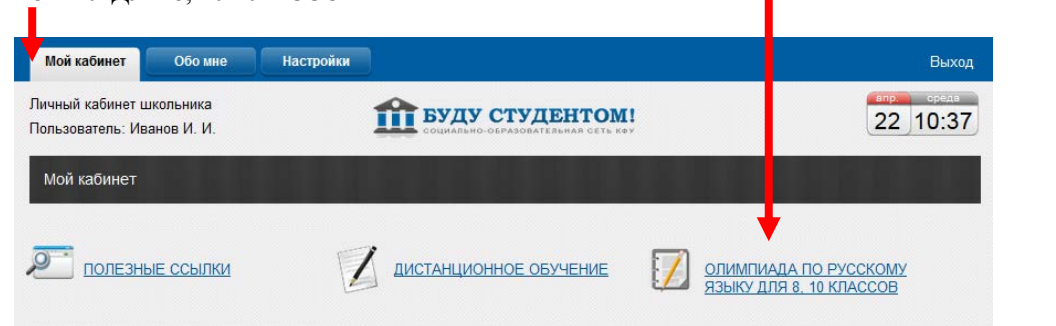 Мой кабинет Обо мне Настройки Выход
Личный кабинет школьника
Пользователь: Иванов И. И.
БУДУ СТУДЕНТОМ!
СОЦИАЛЬНО-ОБРАЗОВАТЕЛЬНАЯ СЕТЬ КФУ
апр. среда
22 10:37
Мой кабинет
ПОЛЕЗНЫЕ ССЫЛКИ
ДИСТАНЦИОННОЕ ОБУЧЕНИЕ
ОЛИМПИАДА ПО РУССКОМУ
ЯЗЫКУ ДЛЯ 8, 10 КЛАССОВ